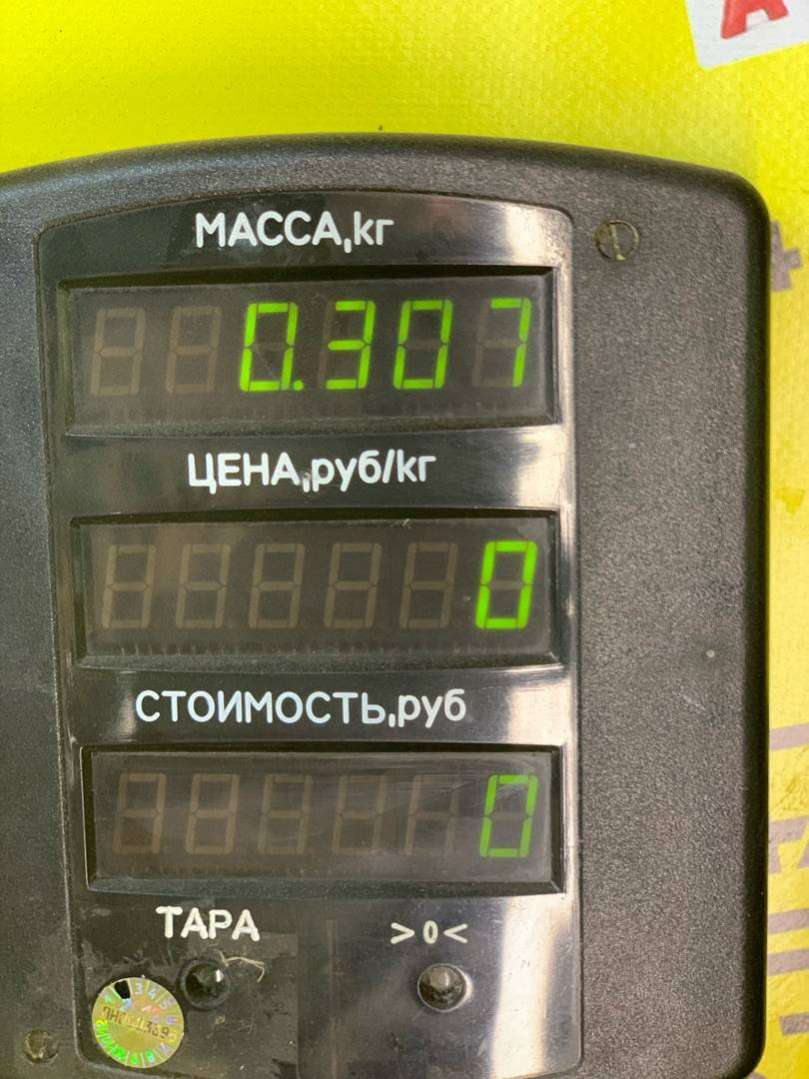 МАССА,кг
0.307
ЦЕНА,руб/кг
0
СТОИМОСТЬ,руб
0
ТАРА >0<